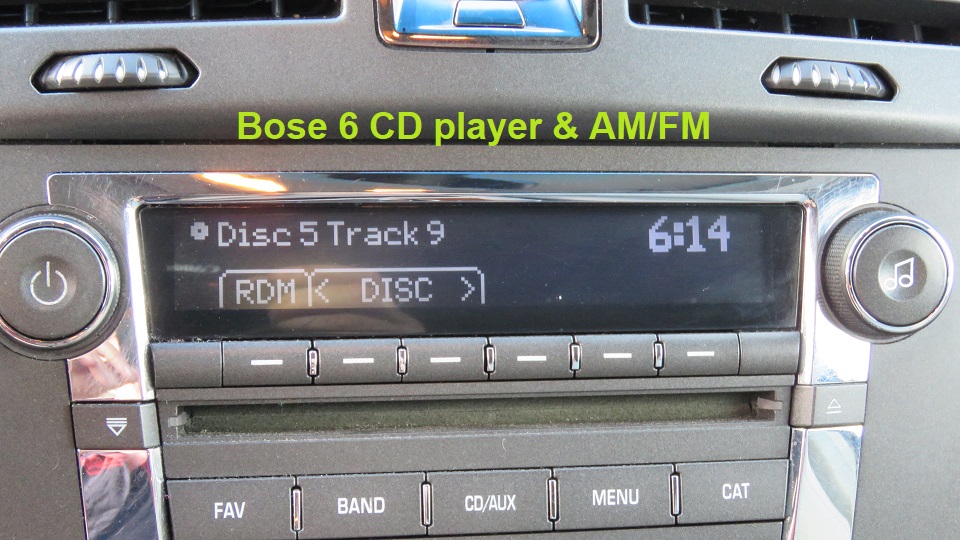 Bose 6 CD player & AM/FM
Disc 5 Track 9 6:14
RDM < DISC >
FAV BAND CD/AUX MENU CAT